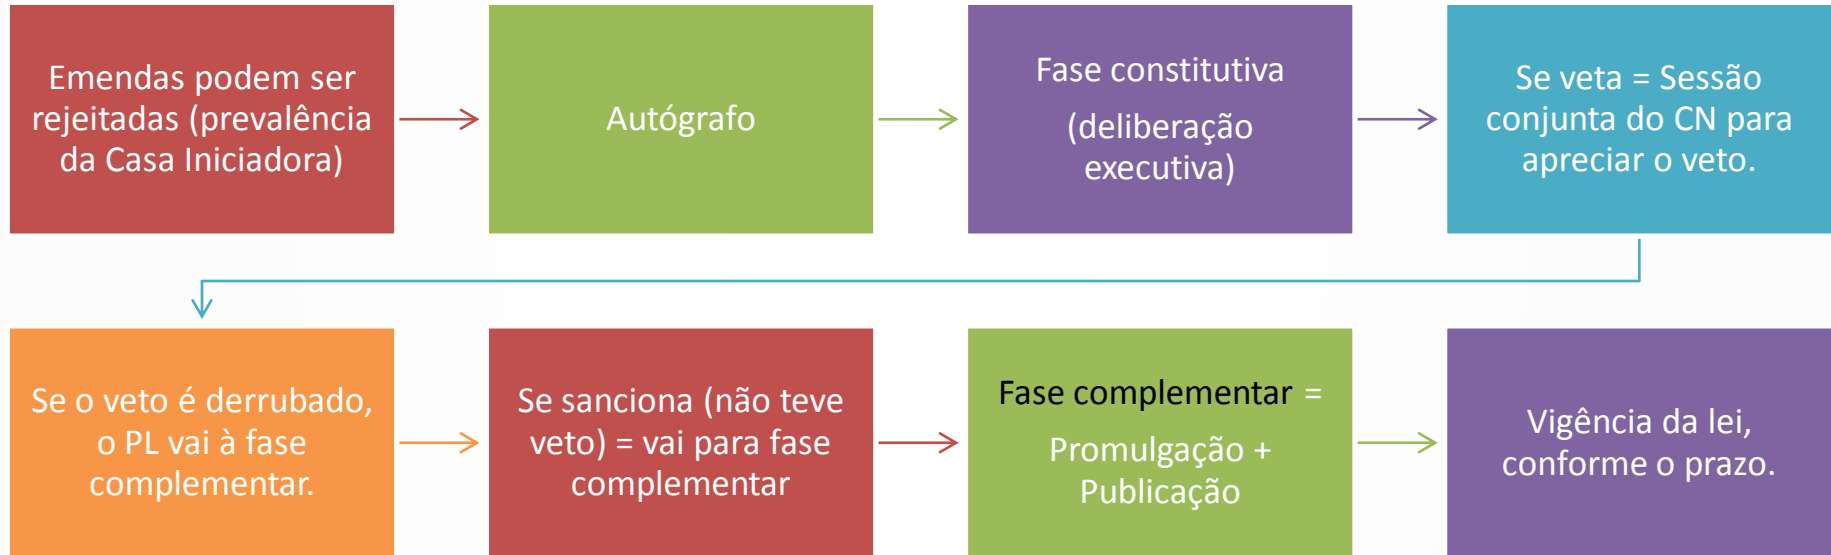 Emendas podem ser
rejeitadas (prevalência
da Casa Iniciadora)
Autógrafo
Fase constitutiva
(deliberação
executiva)
Se veta = Sessão
conjunta do CN para
apreciar o veto.
Se o veto é derrubado,
o PL vai à fase
complementar.
Se sanciona (não teve
veto) = vai para fase
complementar
Fase complementar =
Promulgação +
Publicação
Vigência da lei,
conforme o prazo.